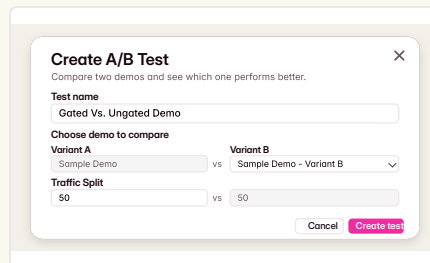 Create A/B Test
Compare two demos and see which one performs better.
Test name
Gated Vs. Ungated Demo
Choose demo to compare
Variant A
Variant B
Sample Demo
vs
Sample Demo - Variant B
Traffic Split
50
vs
50
Cancel
Create test